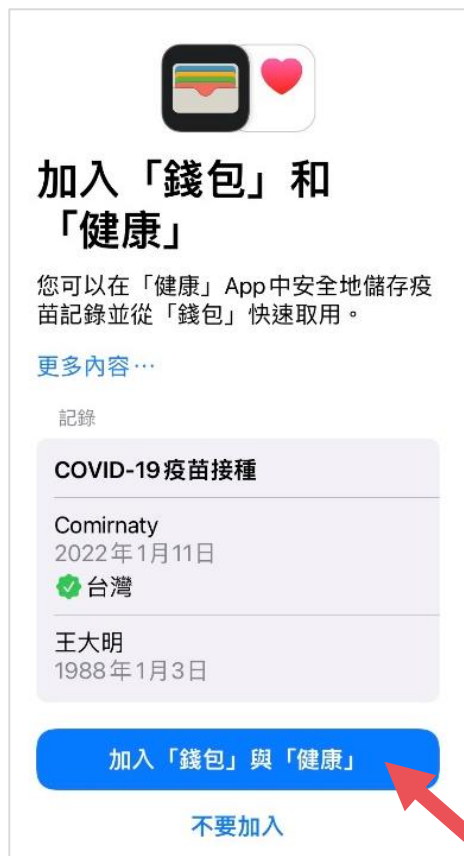 加入「錢包」和
「健康」
您可以在「健康」App中安全地儲存疫
苗記錄並從「錢包」快速取用。
更多內容⋯
記錄
COVID-19疫苗接種
Comirnaty
2022年1月11日
台灣
王大明
1988年1月3日
加入「錢包」與「健康」
不要加入